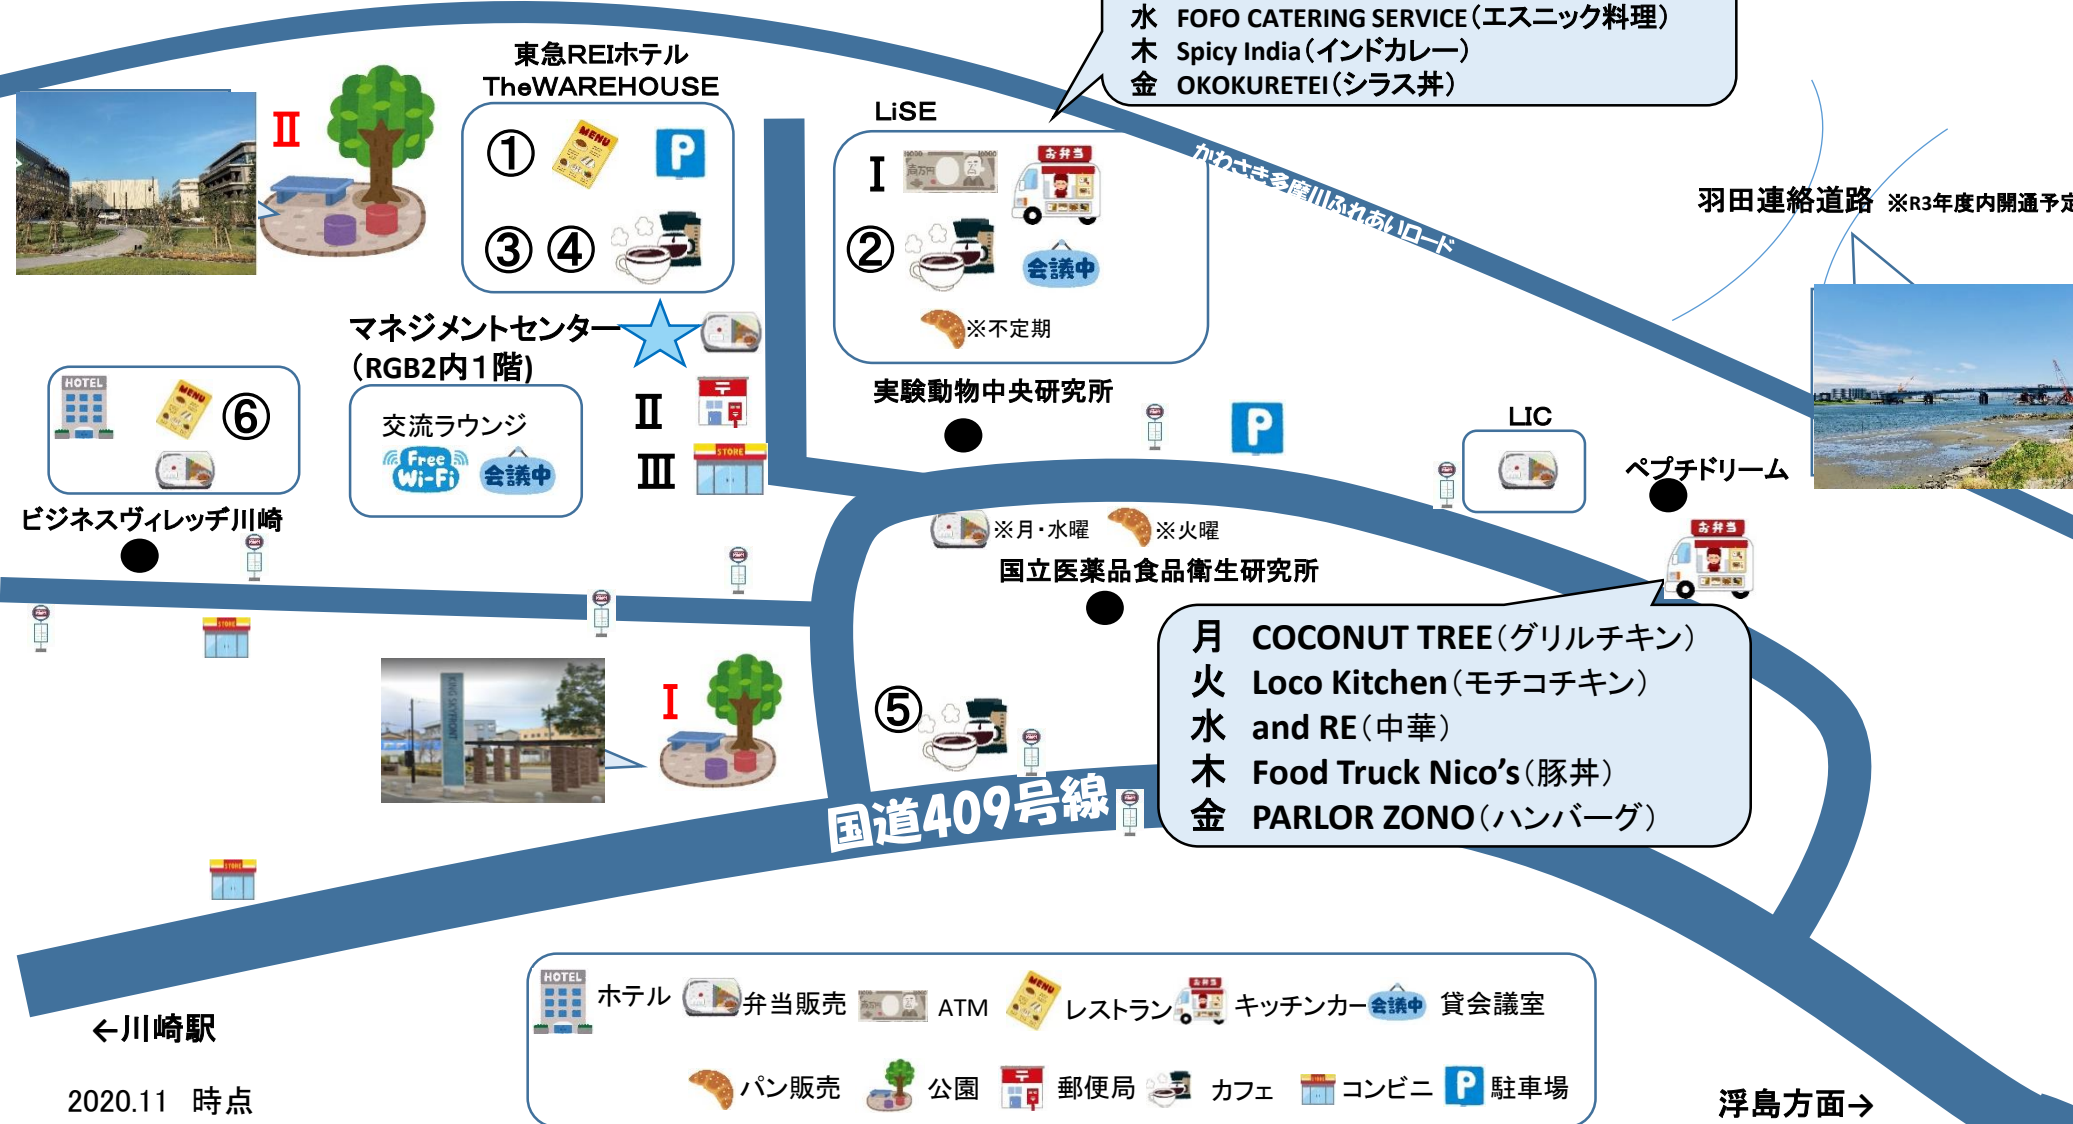 水 FOFO CATERING SERVICE（エスニック料理）
木 Spicy India（インドカレー）
金 OKOKURETEI（シラス丼）
東急REIホテル
TheWAREHOUSE
LiSE
Ⅱ
①
MENU
P
③ ④
Ⅰ
お弁当
②
会議中
※不定期
かわさき多摩川ふれあいロード
羽田連絡道路 ※R3年度内開通予定
マネジメントセンター
（RGB2内１階)
HOTEL
MENU
⑥
交流ラウンジ
Free
Wi-Fi
会議中
Ⅱ
Ⅲ
STORE
実験動物中央研究所
P
LIC
ペプチドリーム
お弁当
ビジネスヴィレッヂ川崎
※月・水曜
※火曜
国立医薬品食品衛生研究所
STORE
KING SKYFRONT
Ⅰ
⑤
国道409号線
月 COCONUT TREE（グリルチキン）
火 Loco Kitchen（モチコチキン）
水 and RE（中華）
木 Food Truck Nico’s（豚丼）
金 PARLOR ZONO（ハンバーグ）
STORE
←川崎駅
2020.11 時点
HOTEL
ホテル
弁当販売
ATM
MENU
レストラン
お弁当
キッチンカー
会議中
貸会議室
パン販売
公園
郵便局
カフェ
STORE
コンビニ
P
駐車場
浮島方面→